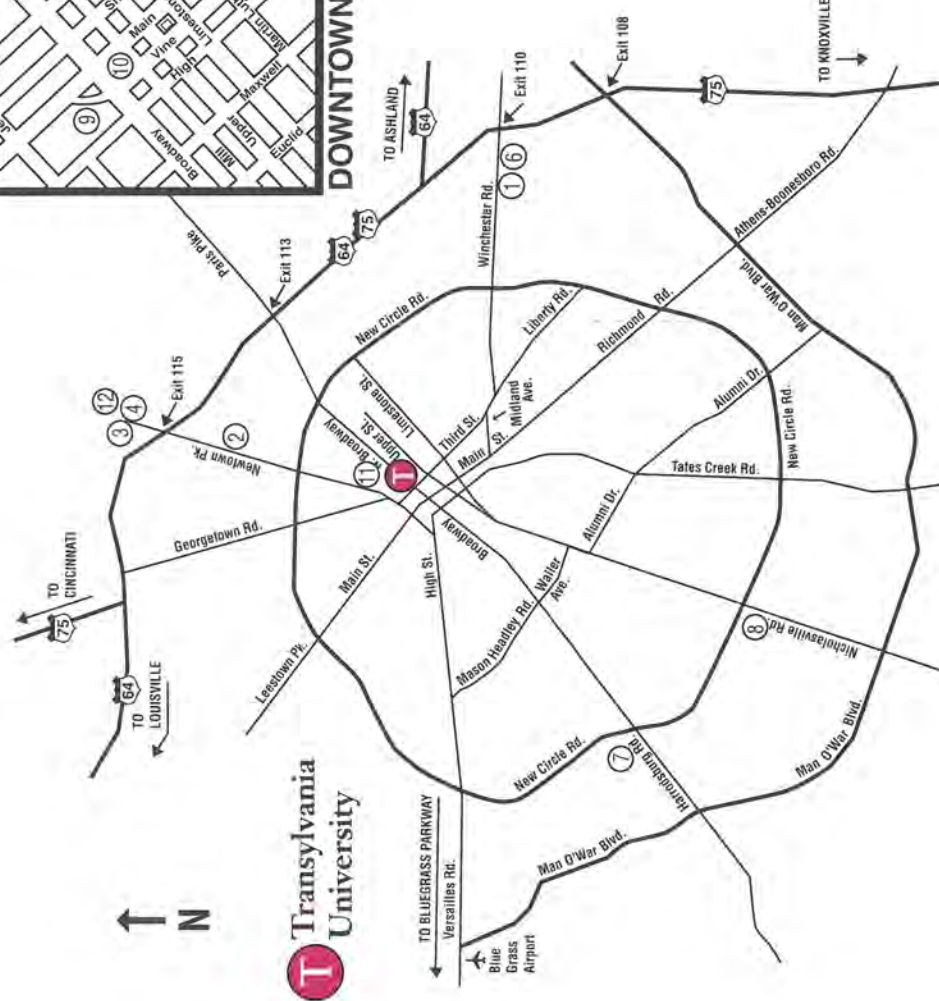 N
T Transylvania
University
TO
CINCINNATI
75
64
TO
LOUISVILLE
Georgetown Rd.
Newtown Pk.
2
3
12
4
Exit 115
Exit 113
Paris Pike
64
75
TO ASHLAND
64
Exit 110
Exit 108
75
TO KNOXVILLE
Winchester Rd.
1
6
Athens-Boonesboro Rd.
Man O'War Blvd.
New Circle Rd.
Liberty Rd.
Richmond Rd.
Limestone St.
Upper St.
Broadway
11
T
Third St.
Midland
Ave.
Main St.
Leestown Pk.
Main St.
High St.
Broadway
Alumni Dr.
Tates Creek Rd.
New Circle Rd.
Alumni Dr.
Waller
Ave.
Mason Headley Rd.
8
Nicholasville Rd.
7
Harrodsburg Rd.
New Circle Rd.
Man O'War Blvd.
Man O'War Blvd.
TO BLUEGRASS PARKWAY
Versailles Rd.
Blue
Grass
Airport
DOWNTOWN
9
10
Main
Vine
High
Limestone
Maxwell
Broadway
Mill
Upper
Euclid